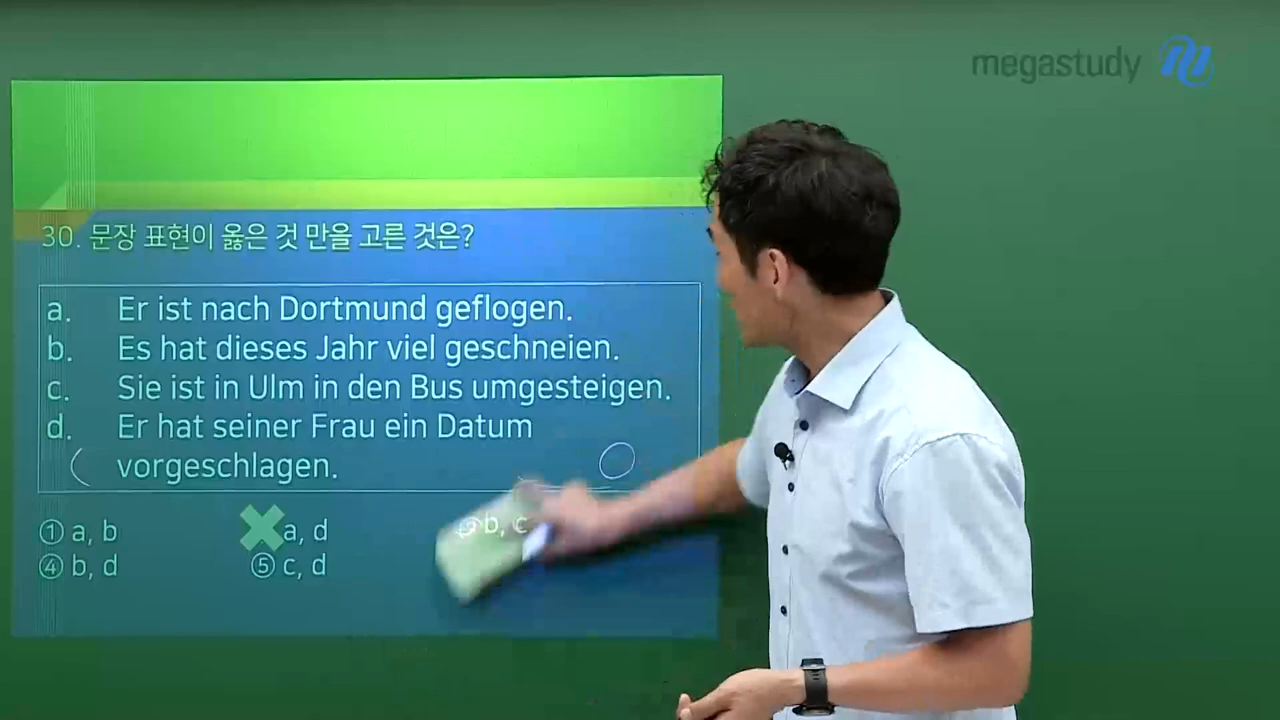 megastudy
30. 문장 표현이 옳은 것 만을 고른 것은?
a. Er ist nach Dortmund geflogen.
b. Es hat dieses Jahr viel geschneien.
c. Sie ist in Ulm in den Bus umgesteigen.
d. Er hat seiner Frau ein Datum
vorgeschlagen.
① a, b a, d ③ b, c
④ b, d ⑤ c, d